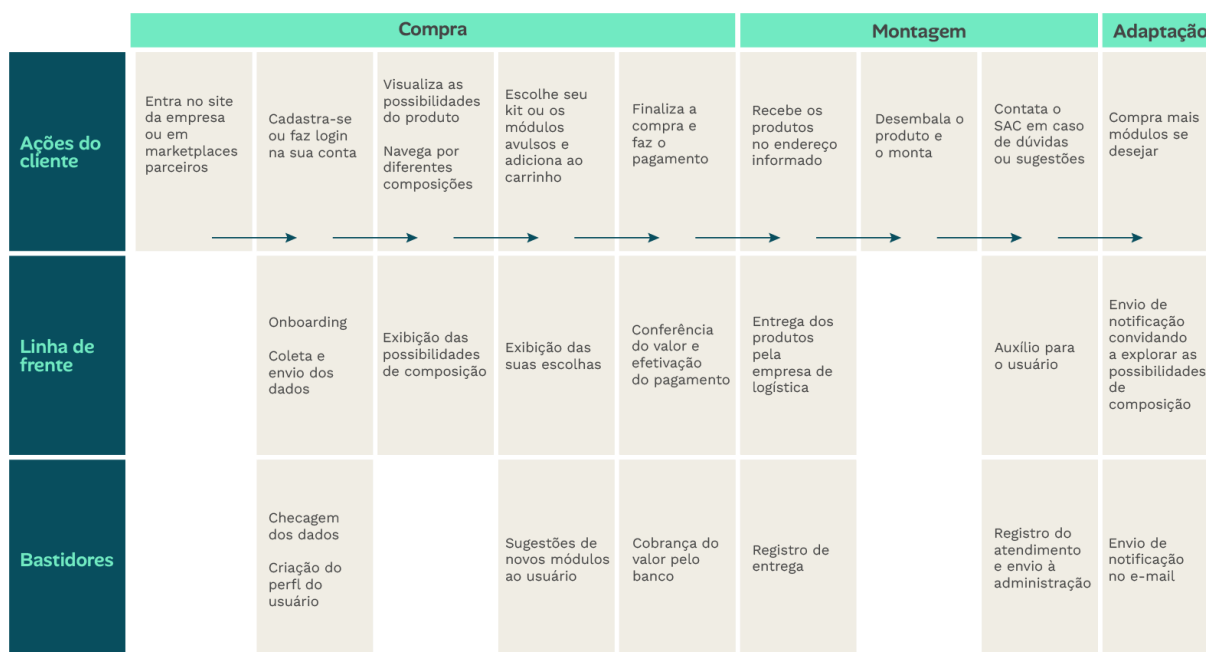 Compra
Montagem
Adaptação
Ações do
cliente
Entra no site
da empresa
ou em
marketplaces
parceiros
Cadastra-se
ou faz login
na sua conta
Visualiza as
possibilidades
do produto
Navega por
diferentes
composições
Escolhe seu
kit ou os
módulos
avulsos e
adiciona ao
carrinho
Finaliza a
compra e
faz o
pagamento
Recebe os
produtos
no endereço
informado
Desembala o
produto e
o monta
Contata o
SAC em caso
de dúvidas
ou sugestões
Compra mais
módulos se
desejar
Linha de
frente
Onboarding
Coleta e
envio dos
dados
Exibição das
possibilidades
de composição
Exibição das
suas escolhas
Conferência
do valor e
efetivação
do pagamento
Entrega dos
produtos
pela
empresa de
logística
Auxílio para
o usuário
Envio de
notificação
convidando
a explorar as
possibilidades
de
composição
Bastidores
Checagem
dos dados
Criação do
perfl do
usuário
Sugestões de
novos módulos
ao usuário
Cobrança do
valor pelo
banco
Registro de
entrega
Registro do
atendimento
e envio à
administração
Envio de
notificação
no e-mail